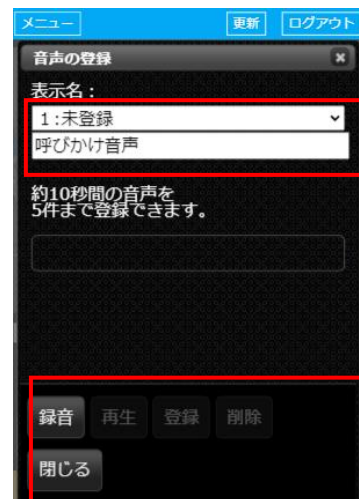 メニュー
更新
ログアウト
音声の登録
表示名：
1：未登録
呼びかけ音声
約10秒間の音声を
5件まで登録できます。
録音
再生
登録
削除
閉じる